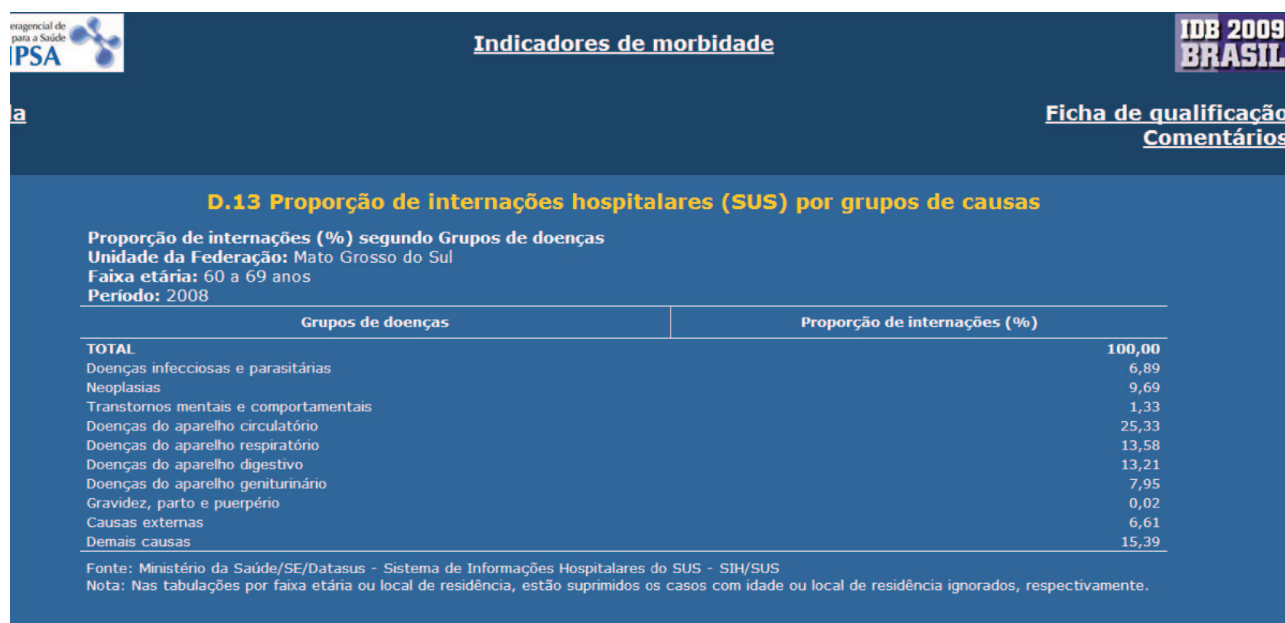 eragencial de
para a Saúde
IPSA
Indicadores de morbidade
IDB 2009
BRASIL
la
Ficha de qualificação
Comentários
D.13 Proporção de internações hospitalares (SUS) por grupos de causas
Proporção de internações (%) segundo Grupos de doenças
Unidade da Federação: Mato Grosso do Sul
Faixa etária: 60 a 69 anos
Período: 2008
Grupos de doenças Proporção de internações (%)
TOTAL 100,00
Doenças infecciosas e parasitárias 6,89
Neoplasias 9,69
Transtornos mentais e comportamentais 1,33
Doenças do aparelho circulatório 25,33
Doenças do aparelho respiratório 13,58
Doenças do aparelho digestivo 13,21
Doenças do aparelho geniturinário 7,95
Gravidez, parto e puerpério 0,02
Causas externas 6,61
Demais causas 15,39
Fonte: Ministério da Saúde/SE/Datasus - Sistema de Informações Hospitalares do SUS - SIH/SUS
Nota: Nas tabulações por faixa etária ou local de residência, estão suprimidos os casos com idade ou local de residência ignorados, respectivamente.